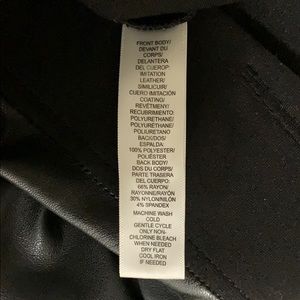 FRONT BODY/
DEVANT DU
CORPS/
DELANTERA
DEL CUEROP:
IMITATION
LEATHER/
SIMILICUIR/
CUERO IMITACIÓN
COATING/
REVÊTMENT/
RECUBRIMIENTO:
POLYURETHANE/
POLYURÉTHANE/
POLIURETANO
BACK/DOS/
ESPALDA:
100% POLYESTER/
POLIÉSTER
BACK BODY/
DOS DU CORPS/
PARTE TRASERA
DEL CUERPO:
66% RAYON/
RAYONNE/RAYÓN
30% NYLON/NILÓN
4% SPANDEX
MACHINE WASH
COLD
GENTLE CYCLE
ONLY NON-
CHLORINE BLEACH
WHEN NEEDED
DRY FLAT
COOL IRON
IF NEEDED